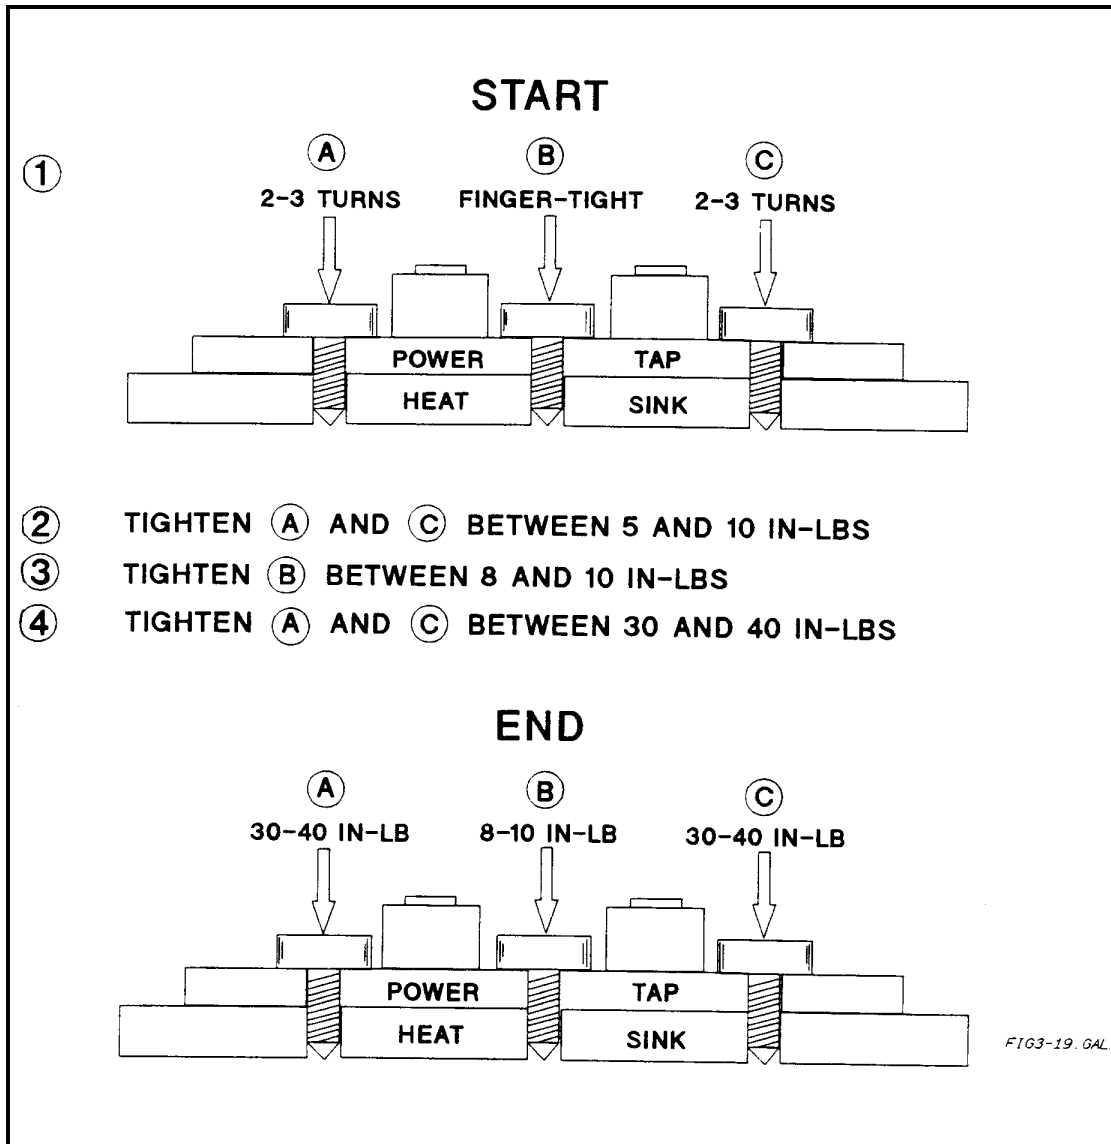 START
1
A B C
2-3 TURNS FINGER-TIGHT 2-3 TURNS
POWER TAP
HEAT SINK
2 TIGHTEN A AND C BETWEEN 5 AND 10 IN-LBS
3 TIGHTEN B BETWEEN 8 AND 10 IN-LBS
4 TIGHTEN A AND C BETWEEN 30 AND 40 IN-LBS
END
A B C
30-40 IN-LB 8-10 IN-LB 30-40 IN-LB
POWER TAP
HEAT SINK
FIG3-19.GAL